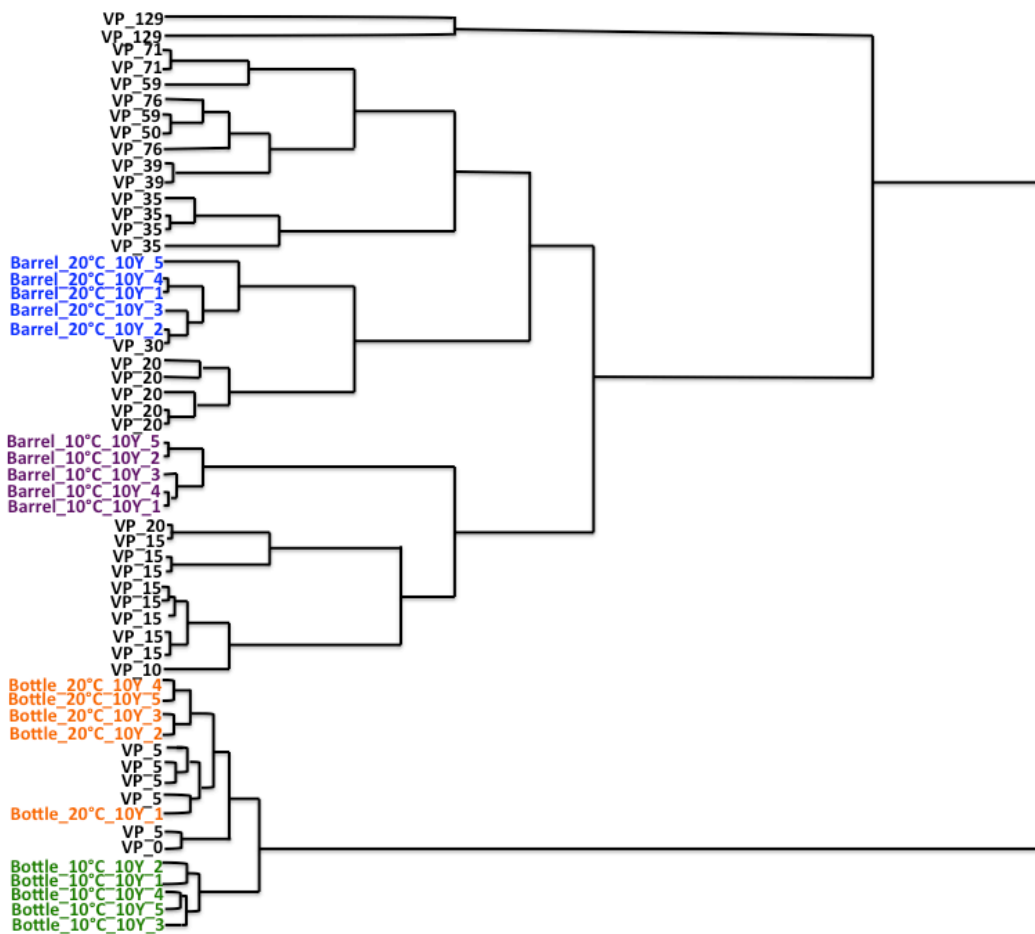 VP_129
VP_129
VP_71
VP_71
VP_59
VP_76
VP_59
VP_50
VP_76
VP_39
VP_39
VP_35
VP_35
VP_35
VP_35
Barrel_20°C_10Y_5
Barrel_20°C_10Y_4
Barrel_20°C_10Y_1
Barrel_20°C_10Y_3
Barrel_20°C_10Y_2
VP_30
VP_20
VP_20
VP_20
VP_20
VP_20
Barrel_10°C_10Y_5
Barrel_10°C_10Y_2
Barrel_10°C_10Y_3
Barrel_10°C_10Y_4
Barrel_10°C_10Y_1
VP_20
VP_15
VP_15
VP_15
VP_15
VP_15
VP_15
VP_15
VP_15
VP_10
Bottle_20°C_10Y_4
Bottle_20°C_10Y_5
Bottle_20°C_10Y_3
Bottle_20°C_10Y_2
VP_5
VP_5
VP_5
VP_5
Bottle_20°C_10Y_1
VP_5
VP_0
Bottle_10°C_10Y_2
Bottle_10°C_10Y_1
Bottle_10°C_10Y_4
Bottle_10°C_10Y_5
Bottle_10°C_10Y_3